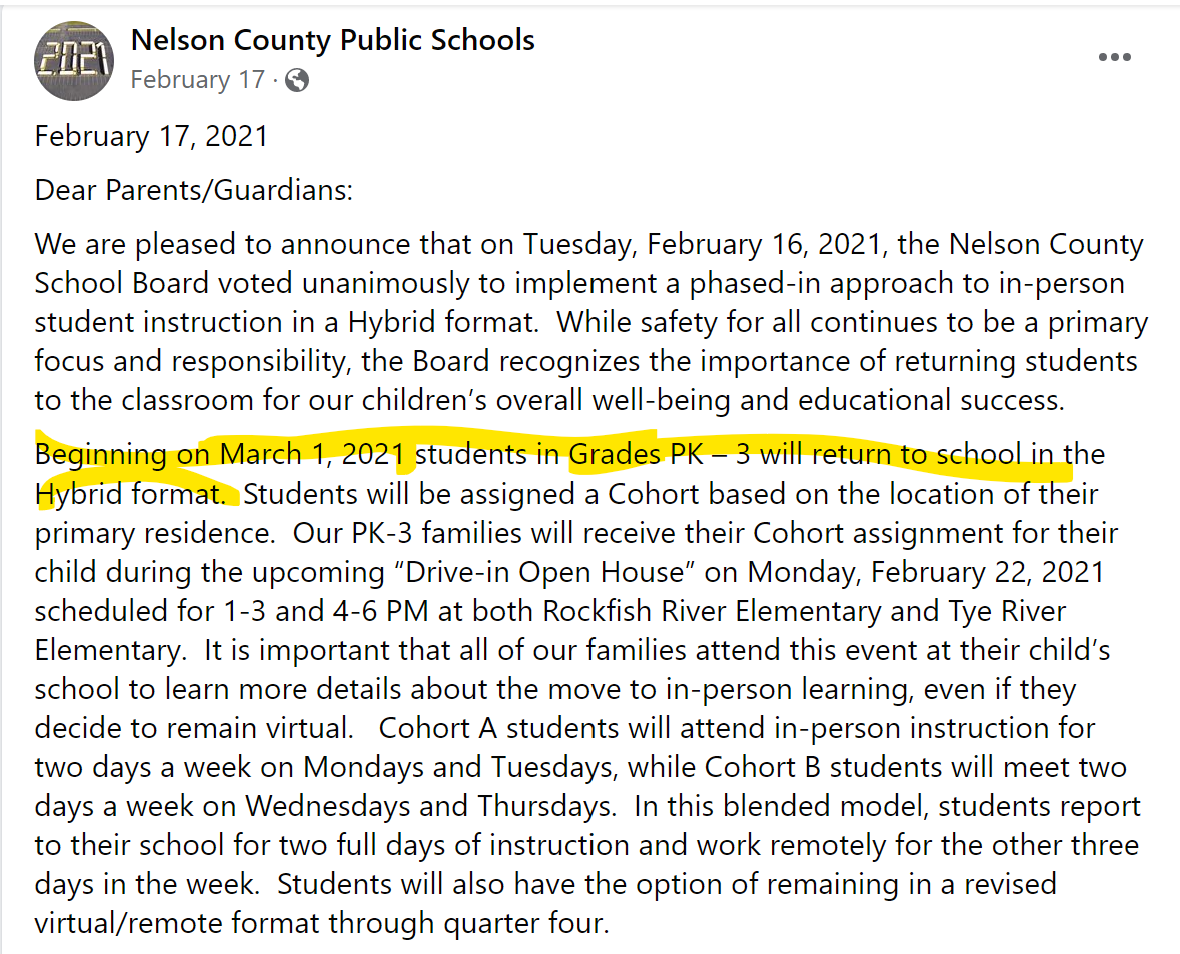 2021
Nelson County Public Schools
February 17 ·
February 17, 2021
Dear Parents/Guardians:
We are pleased to announce that on Tuesday, February 16, 2021, the Nelson County
School Board voted unanimously to implement a phased-in approach to in-person
student instruction in a Hybrid format.  While safety for all continues to be a primary
focus and responsibility, the Board recognizes the importance of returning students
to the classroom for our children’s overall well-being and educational success.
Beginning on March 1, 2021 students in Grades PK – 3 will return to school in the
Hybrid format.  Students will be assigned a Cohort based on the location of their
primary residence.  Our PK-3 families will receive their Cohort assignment for their
child during the upcoming “Drive-in Open House” on Monday, February 22, 2021
scheduled for 1-3 and 4-6 PM at both Rockfish River Elementary and Tye River
Elementary.  It is important that all of our families attend this event at their child’s
school to learn more details about the move to in-person learning, even if they
decide to remain virtual.   Cohort A students will attend in-person instruction for
two days a week on Mondays and Tuesdays, while Cohort B students will meet two
days a week on Wednesdays and Thursdays.  In this blended model, students report
to their school for two full days of instruction and work remotely for the other three
days in the week.  Students will also have the option of remaining in a revised
virtual/remote format through quarter four.